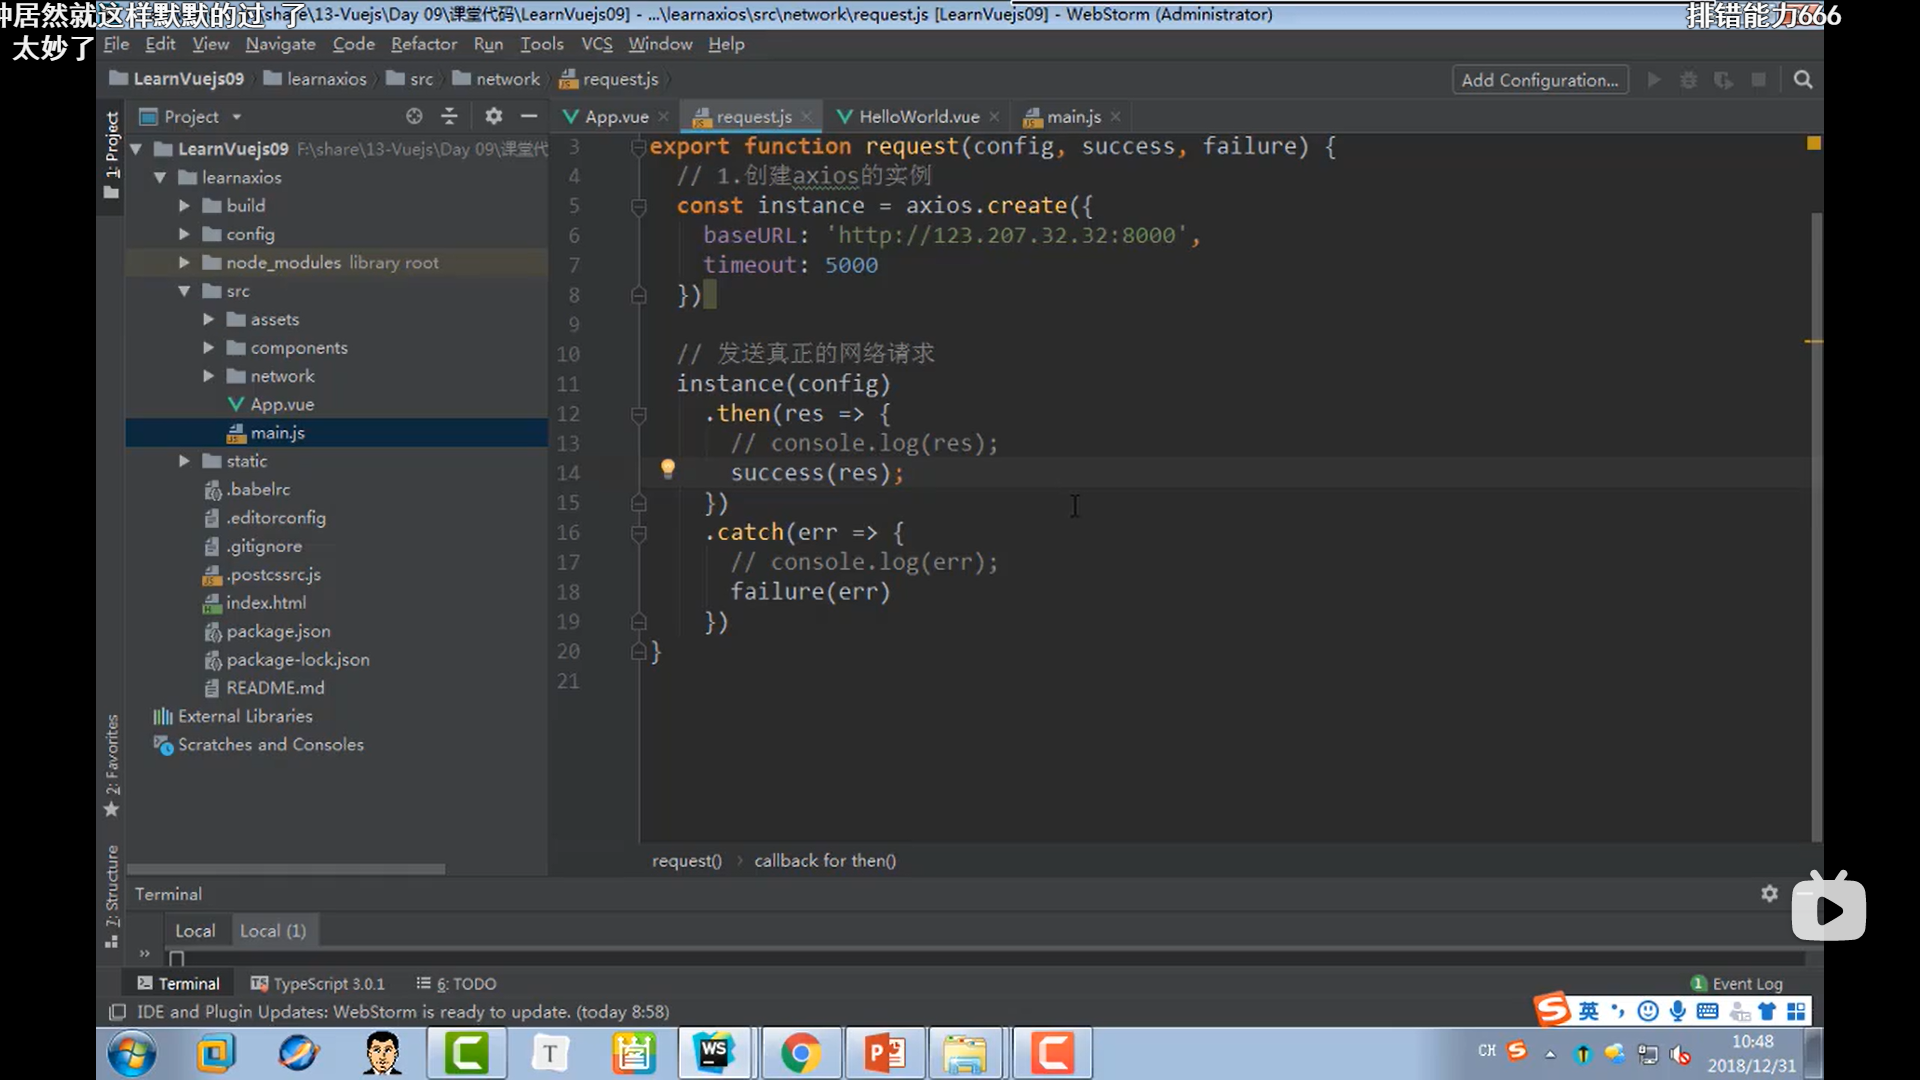 中居然就这样默默的过 了
排错能力666
太妙了
share\13-Vuejs\Day 09\课堂代码\LearnVuejs09] - ...\learnaxios\src\network\request.js [LearnVuejs09] - WebStorm (Administrator)
File Edit View Navigate Code Refactor Run Tools VCS Window Help
LearnVuejs09 learnaxios src network request.js
Add Configuration...
1: Project
Project
App.vue request.js HelloWorld.vue main.js
LearnVuejs09 F:\share\13-Vuejs\Day 09\课堂代
learnaxios
build
config
node_modules library root
src
assets
components
network
App.vue
main.js
static
.babelrc
.editorconfig
.gitignore
.postcssrc.js
index.html
package.json
package-lock.json
README.md
External Libraries
Scratches and Consoles
3 export function request(config, success, failure) {
4 // 1.创建axios的实例
5 const instance = axios.create({
6 baseURL: 'http://123.207.32.32:8000',
7 timeout: 5000
8 })
9
10 // 发送真正的网络请求
11 instance(config)
12 .then(res => {
13 // console.log(res);
14 success(res);
15 })
16 .catch(err => {
17 // console.log(err);
18 failure(err)
19 })
20 }
21
2: Favorites
7: Structure
request() › callback for then()
Terminal
Local Local (1)
»
Terminal TypeScript 3.0.1 6: TODO
1 Event Log
IDE and Plugin Updates: WebStorm is ready to update. (today 8:58)
英
T
WS
CH
10:48
2018/12/31